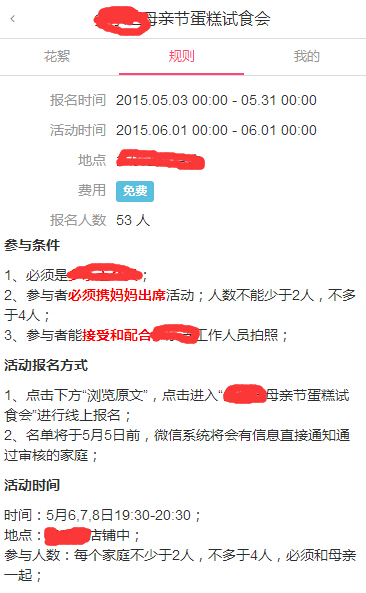 母亲节蛋糕试食会
花絮 规则 我的
报名时间 2015.05.03 00:00 - 05.31 00:00
活动时间 2015.06.01 00:00 - 06.01 00:00
地点
费用 免费
报名人数 53 人
参与条件
1、必须是；
2、参与者必须携妈妈出席活动；人数不能少于2人，不多
于4人；
3、参与者能接受和配合工作人员拍照；
活动报名方式
1、点击下方“浏览原文”，点击进入“母亲节蛋糕试
食会”进行线上报名；
2、名单将于5月5日前，微信系统将会有信息直接通知通
过审核的家庭；
活动时间
时间：5月6,7,8日19:30-20:30；
地点：店铺中；
参与人数：每个家庭不少于2人，不多于4人，必须和母亲
一起；